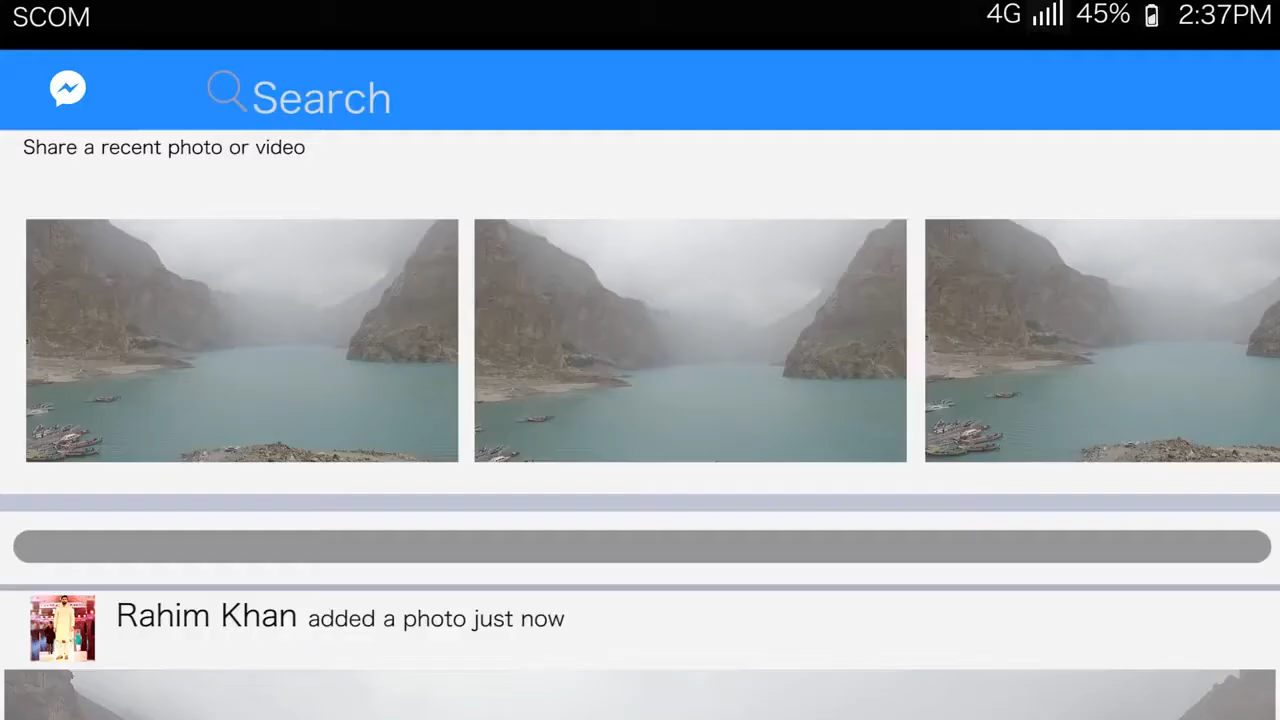 SCOM 4G 45% 2:37PM
Search
Share a recent photo or video
Rahim Khan added a photo just now